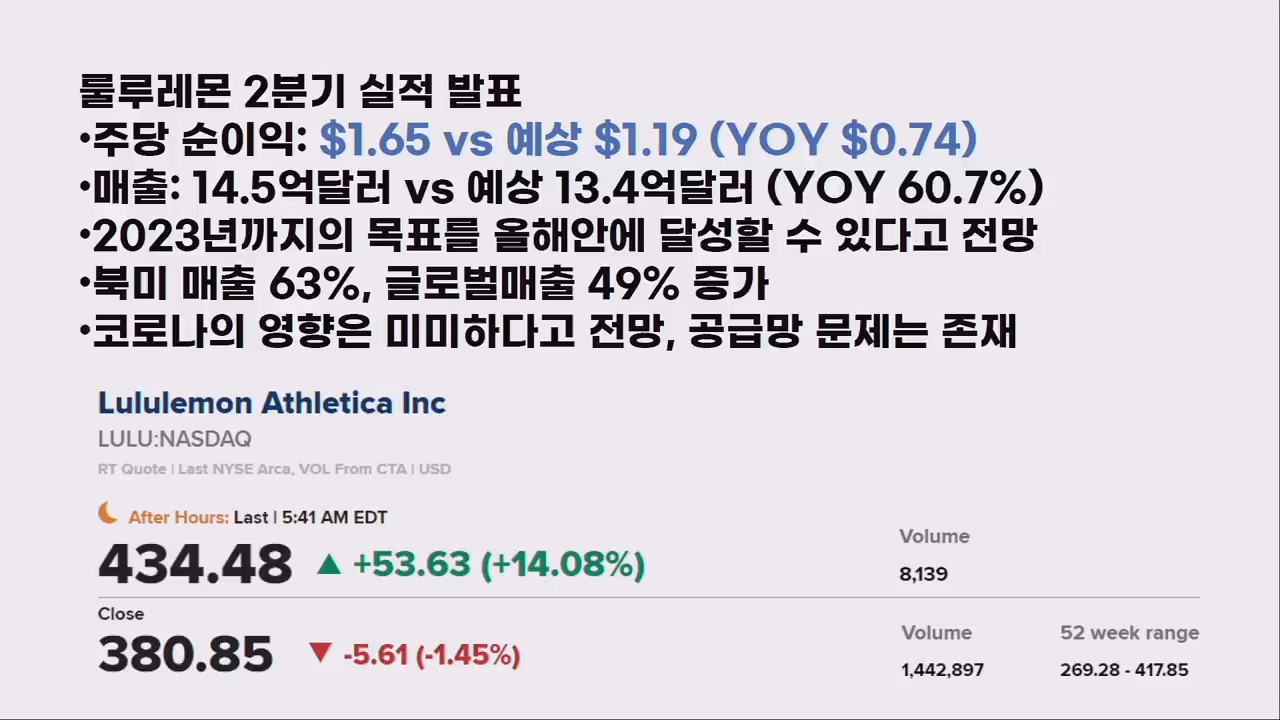 룰루레몬 2분기 실적 발표
•주당 순이익: $1.65 vs 예상 $1.19 (YOY $0.74)
•매출: 14.5억달러 vs 예상 13.4억달러 (YOY 60.7%)
•2023년까지의 목표를 올해안에 달성할 수 있다고 전망
•북미 매출 63%, 글로벌매출 49% 증가
•코로나의 영향은 미미하다고 전망, 공급망 문제는 존재
Lululemon Athletica Inc
LULU:NASDAQ
RT Quote | Last NYSE Arca, VOL From CTA | USD
After Hours: Last | 5:41 AM EDT
434.48 ▲ +53.63 (+14.08%)
Volume
8,139
Close
380.85 ▼ -5.61 (-1.45%)
Volume 52 week range
1,442,897 269.28 - 417.85